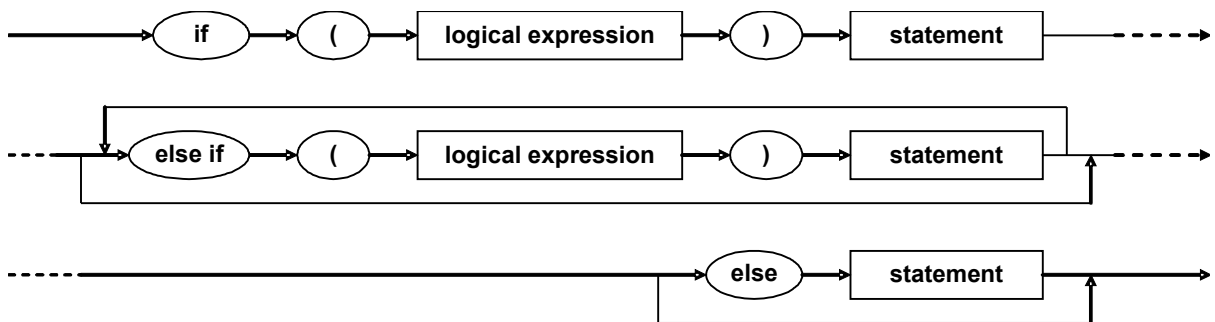 if ( logical expression ) statement
else if ( logical expression ) statement
else statement